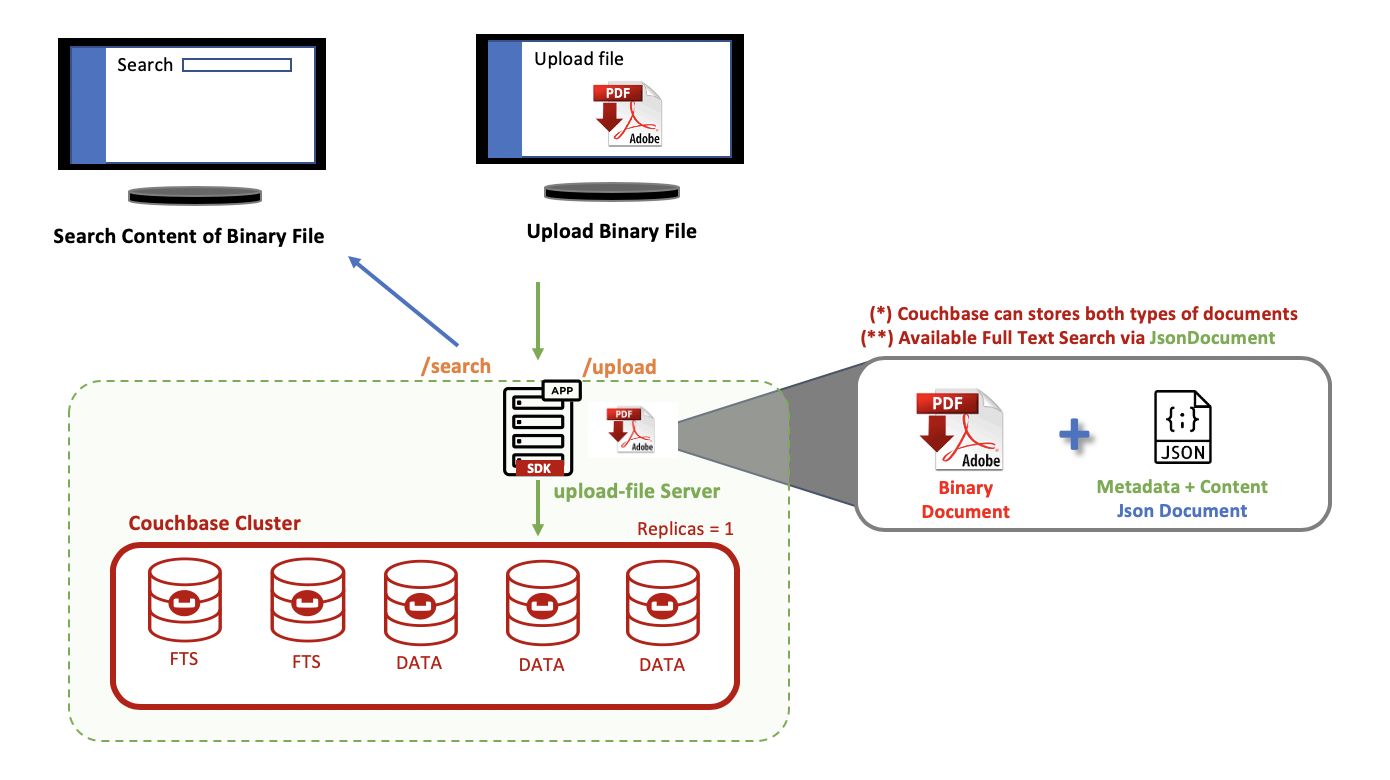 Search
Upload file
PDF
Adobe
Search Content of Binary File
Upload Binary File
(*) Couchbase can stores both types of documents
(**) Available Full Text Search via JsonDocument
/search
/upload
APP
PDF
Adobe
SDK
upload-file Server
PDF
Adobe
{;}
JSON
Binary
Document
Metadata + Content
Json Document
Couchbase Cluster
Replicas = 1
FTS
FTS
DATA
DATA
DATA